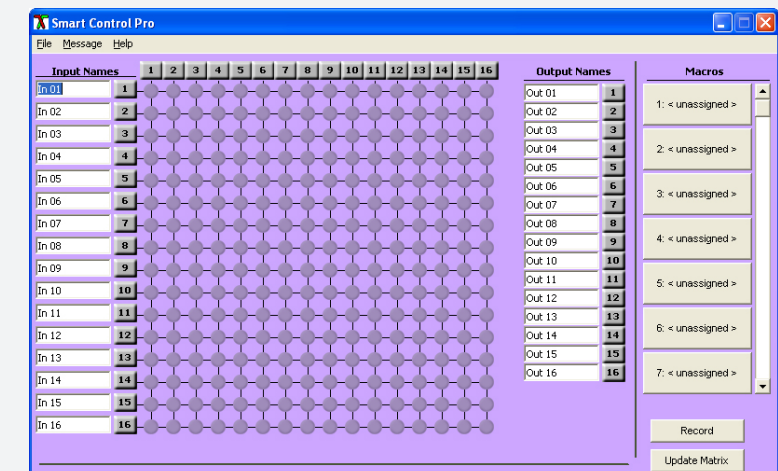 Smart Control Pro
File Message Help
Input Names 1 2 3 4 5 6 7 8 9 10 11 12 13 14 15 16 Output Names Macros
In 01 1
In 02 2
In 03 3
In 04 4
In 05 5
In 06 6
In 07 7
In 08 8
In 09 9
In 10 10
In 11 11
In 12 12
In 13 13
In 14 14
In 15 15
In 16 16
Out 01 1
Out 02 2
Out 03 3
Out 04 4
Out 05 5
Out 06 6
Out 07 7
Out 08 8
Out 09 9
Out 10 10
Out 11 11
Out 12 12
Out 13 13
Out 14 14
Out 15 15
Out 16 16
1: < unassigned >
2: < unassigned >
3: < unassigned >
4: < unassigned >
5: < unassigned >
6: < unassigned >
7: < unassigned >
Record
Update Matrix